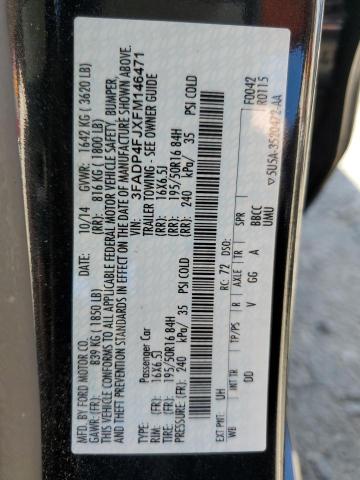 MFD. BY FORD MOTOR CO.
10/14 GVWR: 1642 KG ( 3620 LB)
GAWR: (FR): 839 KG ( 1850 LB) (RR): 816 KG ( 1800 LB)
THIS VEHICLE CONFORMS TO ALL APPLICABLE FEDERAL MOTOR VEHICLE SAFETY, BUMPER,
AND THEFT PREVENTION STANDARDS IN EFFECT ON THE DATE OF MANUFACTURE SHOWN ABOVE.
VIN: 3FADP4FJXFM146471
Passenger Car TRAILER TOWING - SEE OWNER GUIDE
RIM: (FR): 16X6.5J (RR): 16X6.5J
TIRE: (FR): 195/50R16 84H (RR): 195/50R16 84H
PRESSURE: (FR): 240 kPa/ 35 PSI COLD (RR): 240 kPa/ 35 PSI COLD
F0042
EXT PNT: UH RC: 72 DSO: R0115
WB INT TR TP/PS R AXLE TR SPR
DD V GG A BBCC
UMU
5U5A-3520472-AA